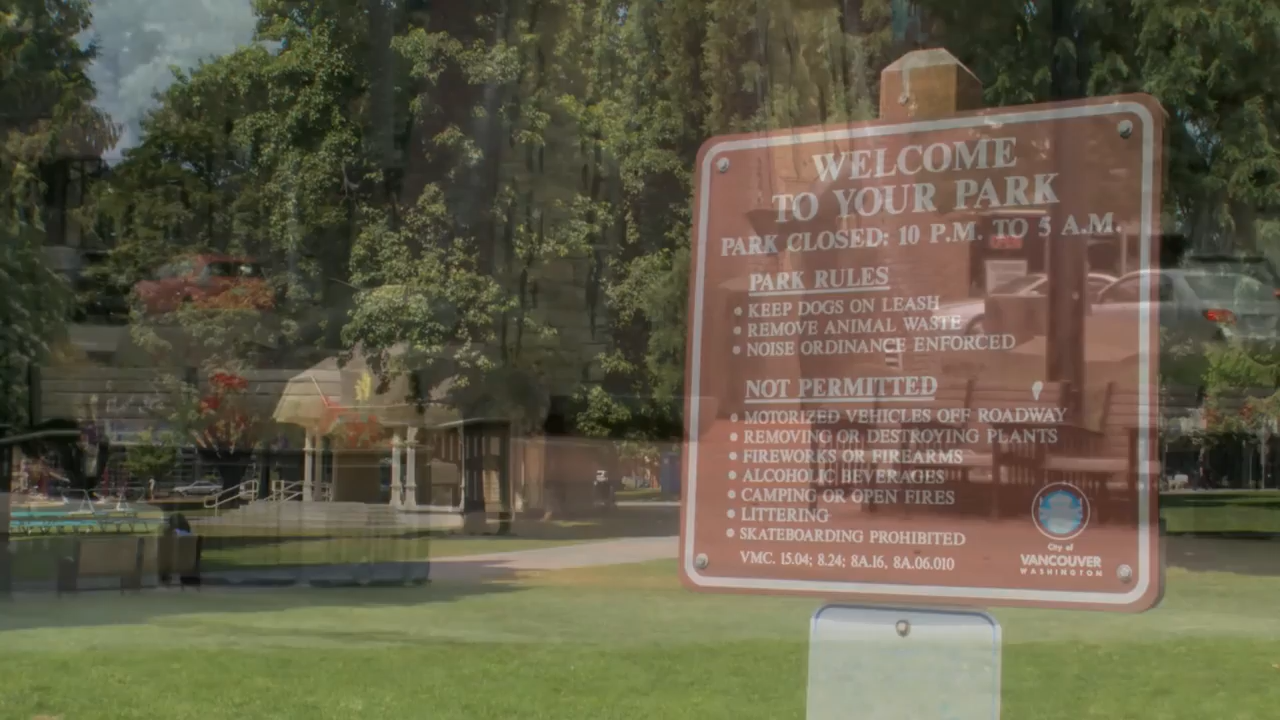 WELCOME
TO YOUR PARK
PARK CLOSED: 10 P.M. TO 5 A.M.
PARK RULES
• KEEP DOGS ON LEASH
• REMOVE ANIMAL WASTE
• NOISE ORDINANCE ENFORCED
NOT PERMITTED
• MOTORIZED VEHICLES OFF ROADWAY
• REMOVING OR DESTROYING PLANTS
• FIREWORKS OR FIREARMS
• ALCOHOLIC BEVERAGES
• CAMPING OR OPEN FIRES
• LITTERING
• SKATEBOARDING PROHIBITED
VMC. 15.04; 8.24; 8A.16, 8A.06.010
City of
VANCOUVER
WASHINGTON